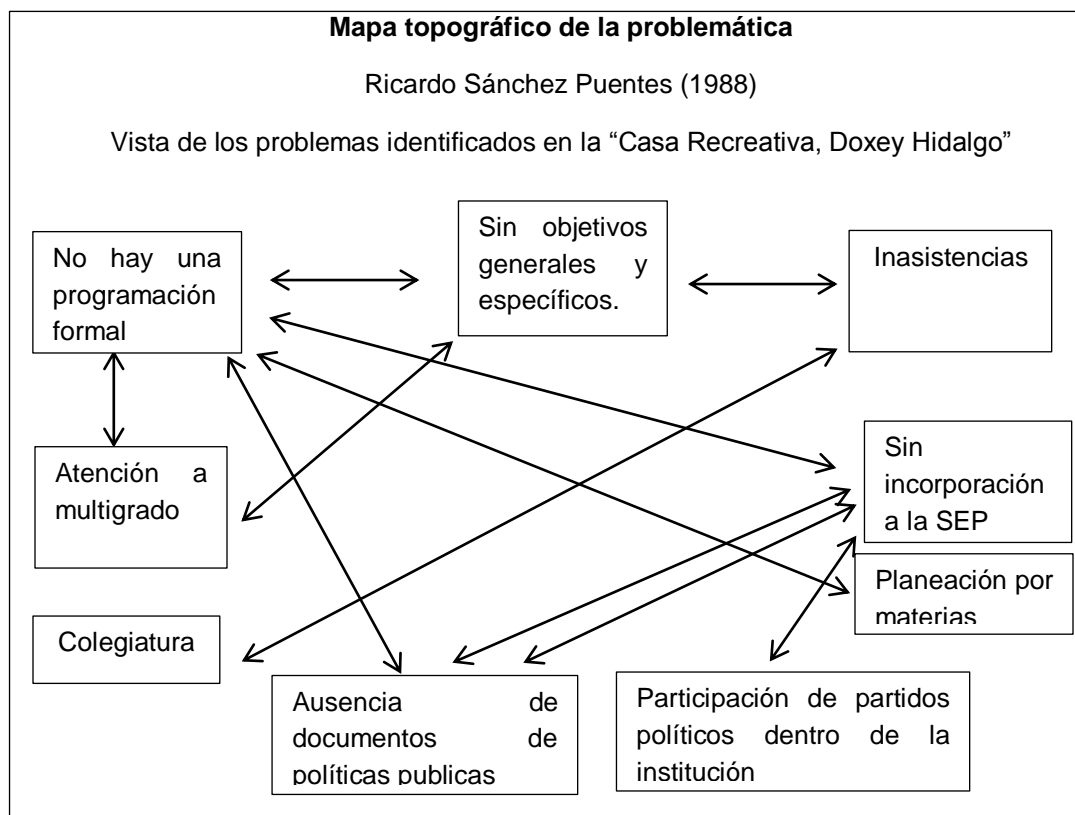 Mapa topográfico de la problemática
Ricardo Sánchez Puentes (1988)
Vista de los problemas identificados en la “Casa Recreativa, Doxey Hidalgo”
No hay una
programación
formal
Sin objetivos
generales y
específicos.
Inasistencias
Atención a
multigrado
Sin
incorporación
a la SEP
Planeación por
materias
Colegiatura
Ausencia de
documentos de
políticas publicas
Participación de partidos
políticos dentro de la
institución